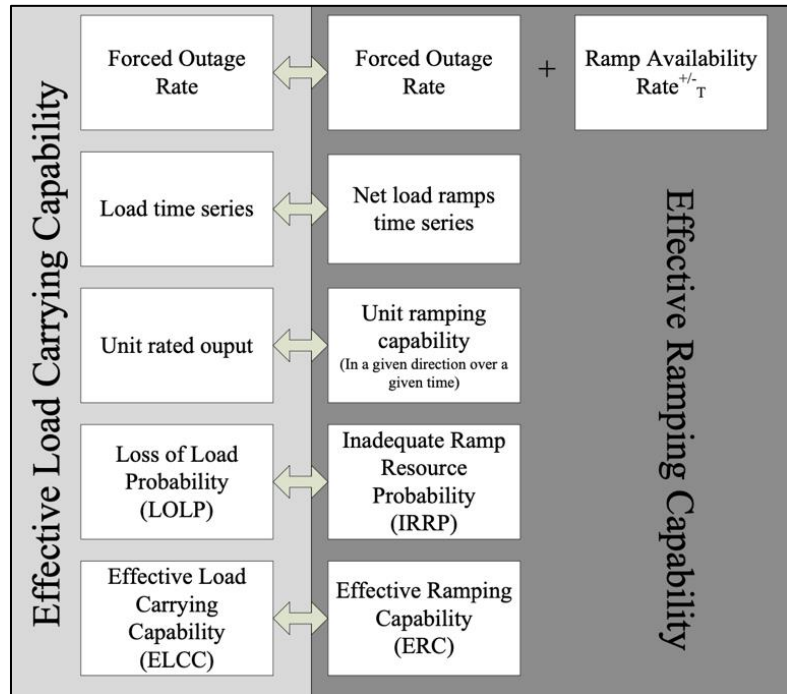 Effective Load Carrying Capability
Forced Outage
Rate
Forced Outage
Rate
+
Ramp Availability
Rate+/-T
Load time series
Net load ramps
time series
Unit rated ouput
Unit ramping
capability
(In a given direction over a
given time)
Loss of Load
Probability
(LOLP)
Inadequate Ramp
Resource
Probability
(IRRP)
Effective Load
Carrying
Capability
(ELCC)
Effective Ramping
Capability
(ERC)
Effective Ramping Capability